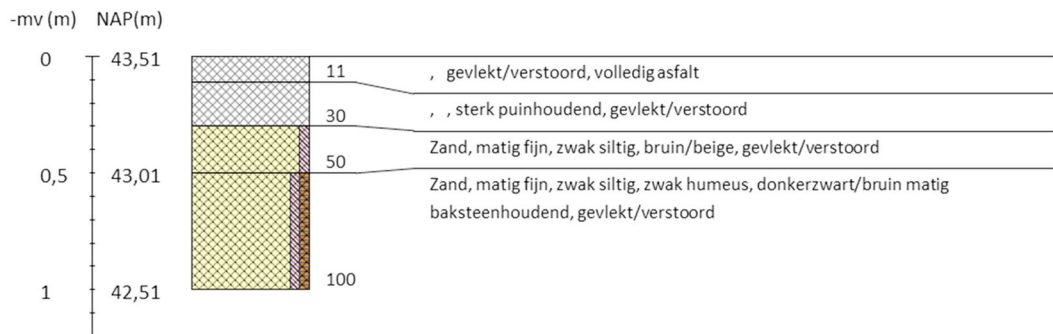 -mv (m) NAP(m)
0 43,51
11 , gevlekt/verstoord, volledig asfalt
, , sterk puinhoudend, gevlekt/verstoord
30
Zand, matig fijn, zwak siltig, bruin/beige, gevlekt/verstoord
50
0,5 43,01
Zand, matig fijn, zwak siltig, zwak humeus, donkerzwart/bruin matig
baksteenhoudend, gevlekt/verstoord
100
1 42,51